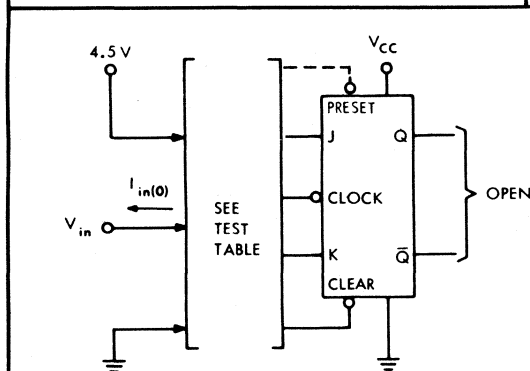 4.5 V
V_CC
PRESET
J Q
I_in(0)
CLOCK
OPEN
V_in
SEE
TEST
TABLE
K Q̅
CLEAR